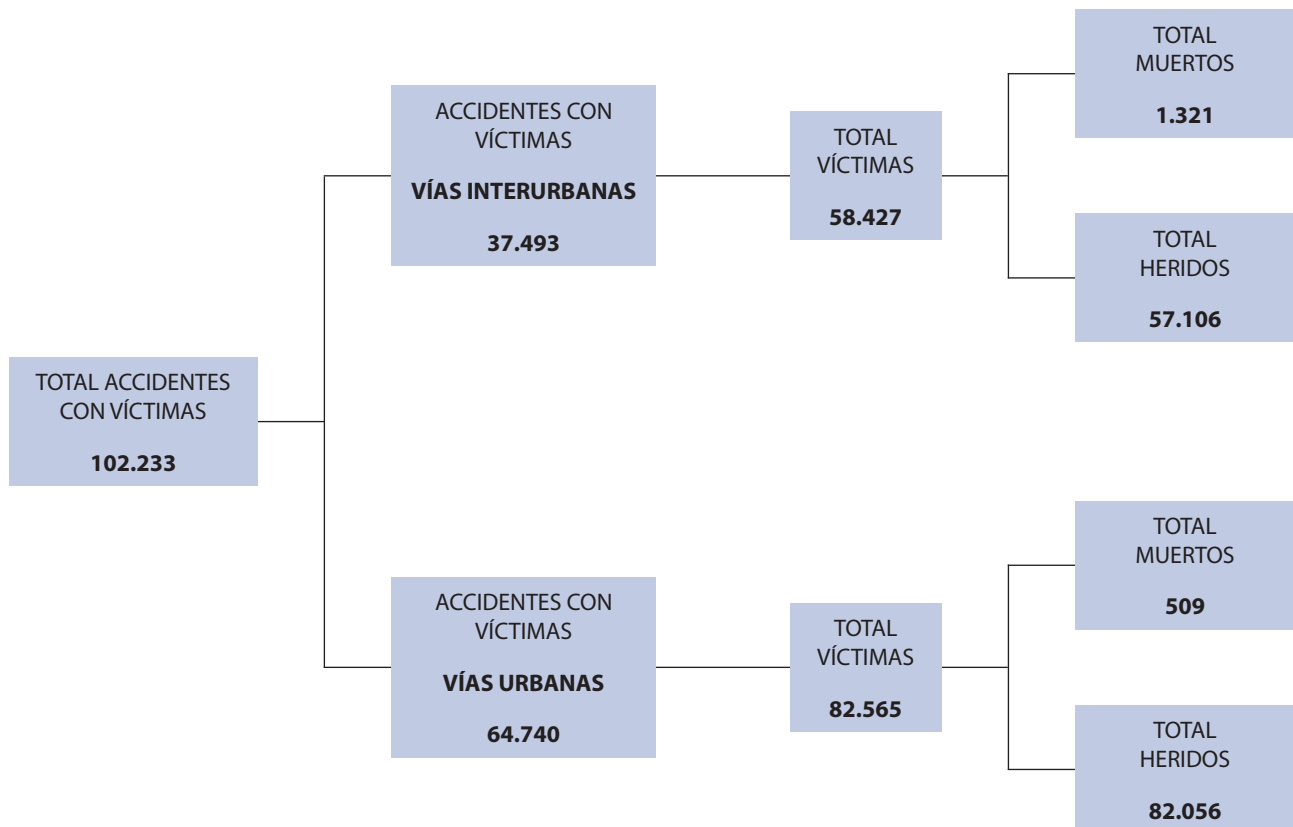 TOTAL ACCIDENTES
CON VÍCTIMAS
102.233
ACCIDENTES CON
VÍCTIMAS
VÍAS INTERURBANAS
37.493
TOTAL
VÍCTIMAS
58.427
TOTAL
MUERTOS
1.321
TOTAL
HERIDOS
57.106
ACCIDENTES CON
VÍCTIMAS
VÍAS URBANAS
64.740
TOTAL
VÍCTIMAS
82.565
TOTAL
MUERTOS
509
TOTAL
HERIDOS
82.056